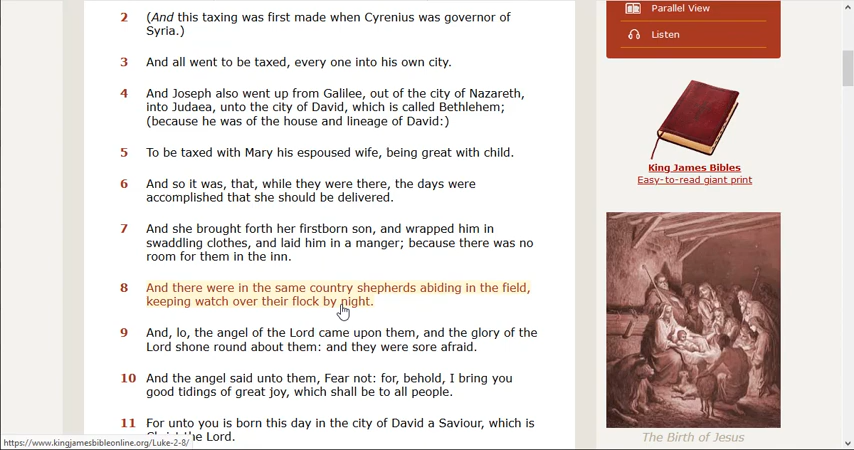 2 (And this taxing was first made when Cyrenius was governor of
Syria.)
3 And all went to be taxed, every one into his own city.
4 And Joseph also went up from Galilee, out of the city of Nazareth,
into Judaea, unto the city of David, which is called Bethlehem;
(because he was of the house and lineage of David:)
5 To be taxed with Mary his espoused wife, being great with child.
6 And so it was, that, while they were there, the days were
accomplished that she should be delivered.
7 And she brought forth her firstborn son, and wrapped him in
swaddling clothes, and laid him in a manger; because there was no
room for them in the inn.
8 And there were in the same country shepherds abiding in the field,
keeping watch over their flock by night.
9 And, lo, the angel of the Lord came upon them, and the glory of the
Lord shone round about them: and they were sore afraid.
10 And the angel said unto them, Fear not: for, behold, I bring you
good tidings of great joy, which shall be to all people.
11 For unto you is born this day in the city of David a Saviour, which is
Christ the Lord.
https://www.kingjamesbibleonline.org/Luke-2-8/
Parallel View
Listen
King James Bibles
Easy-to-read giant print
The Birth of Jesus